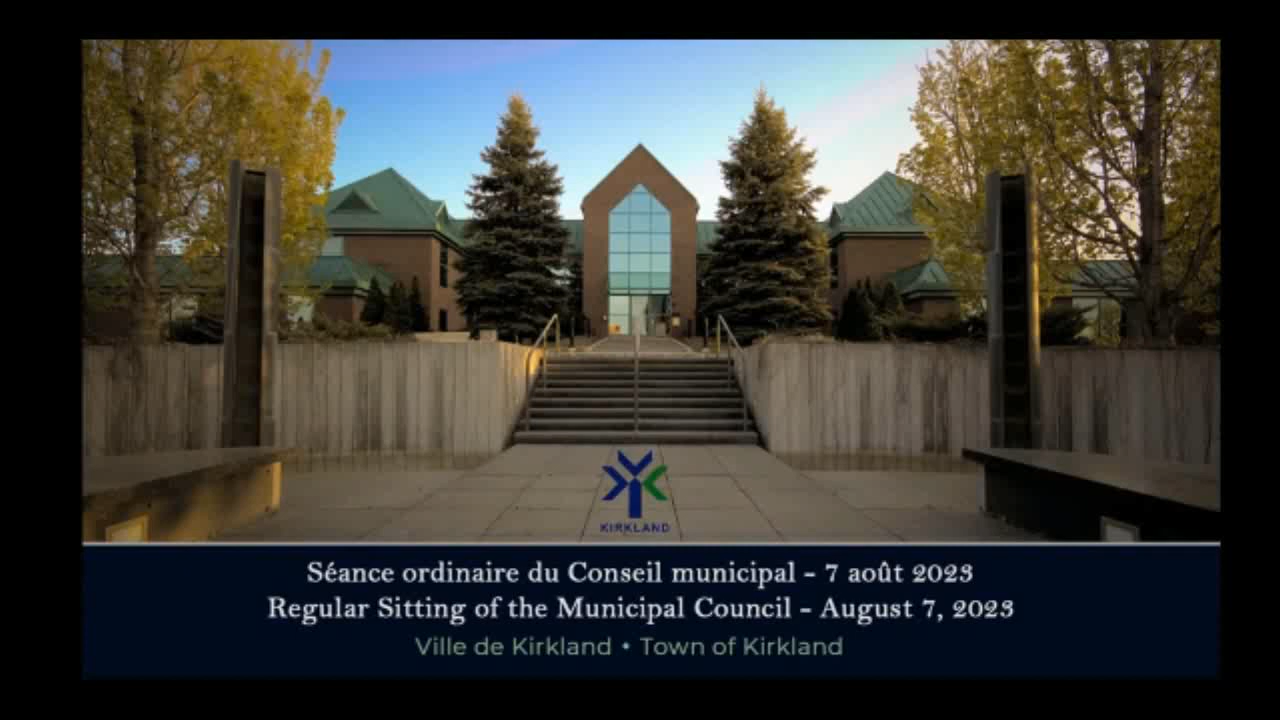 KIRKLAND
Séance ordinaire du Conseil municipal - 7 août 2023
Regular Sitting of the Municipal Council - August 7, 2023
Ville de Kirkland • Town of Kirkland